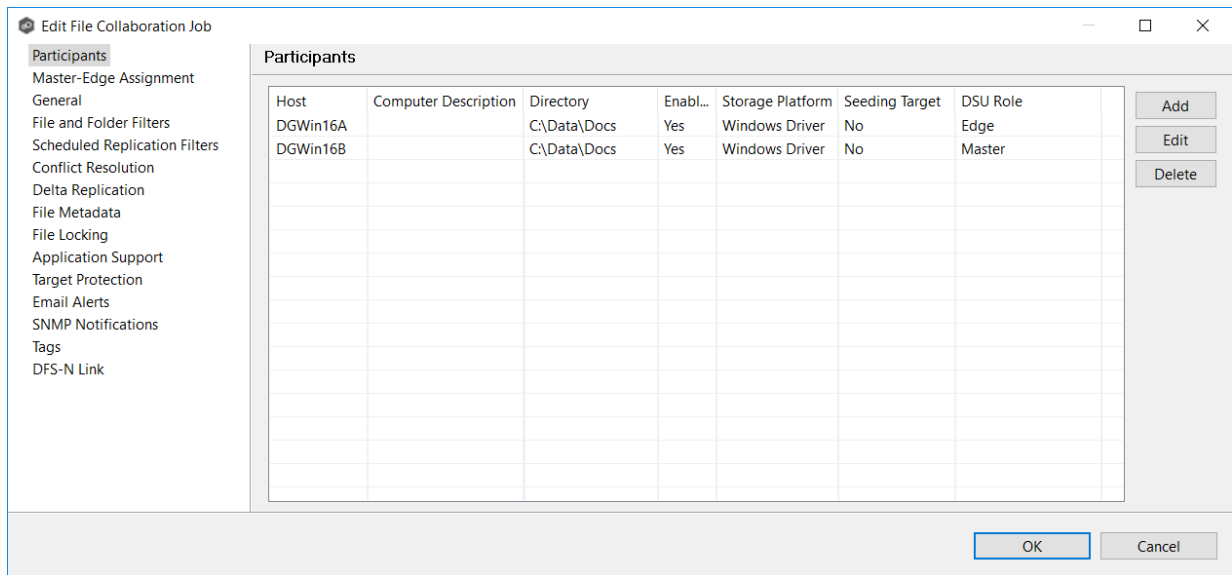 Edit File Collaboration Job
Participants
Master-Edge Assignment
General
File and Folder Filters
Scheduled Replication Filters
Conflict Resolution
Delta Replication
File Metadata
File Locking
Application Support
Target Protection
Email Alerts
SNMP Notifications
Tags
DFS-N Link
Participants
Host Computer Description Directory Enabl... Storage Platform Seeding Target DSU Role
DGWin16A C:\Data\Docs Yes Windows Driver No Edge
DGWin16B C:\Data\Docs Yes Windows Driver No Master
Add
Edit
Delete
OK Cancel